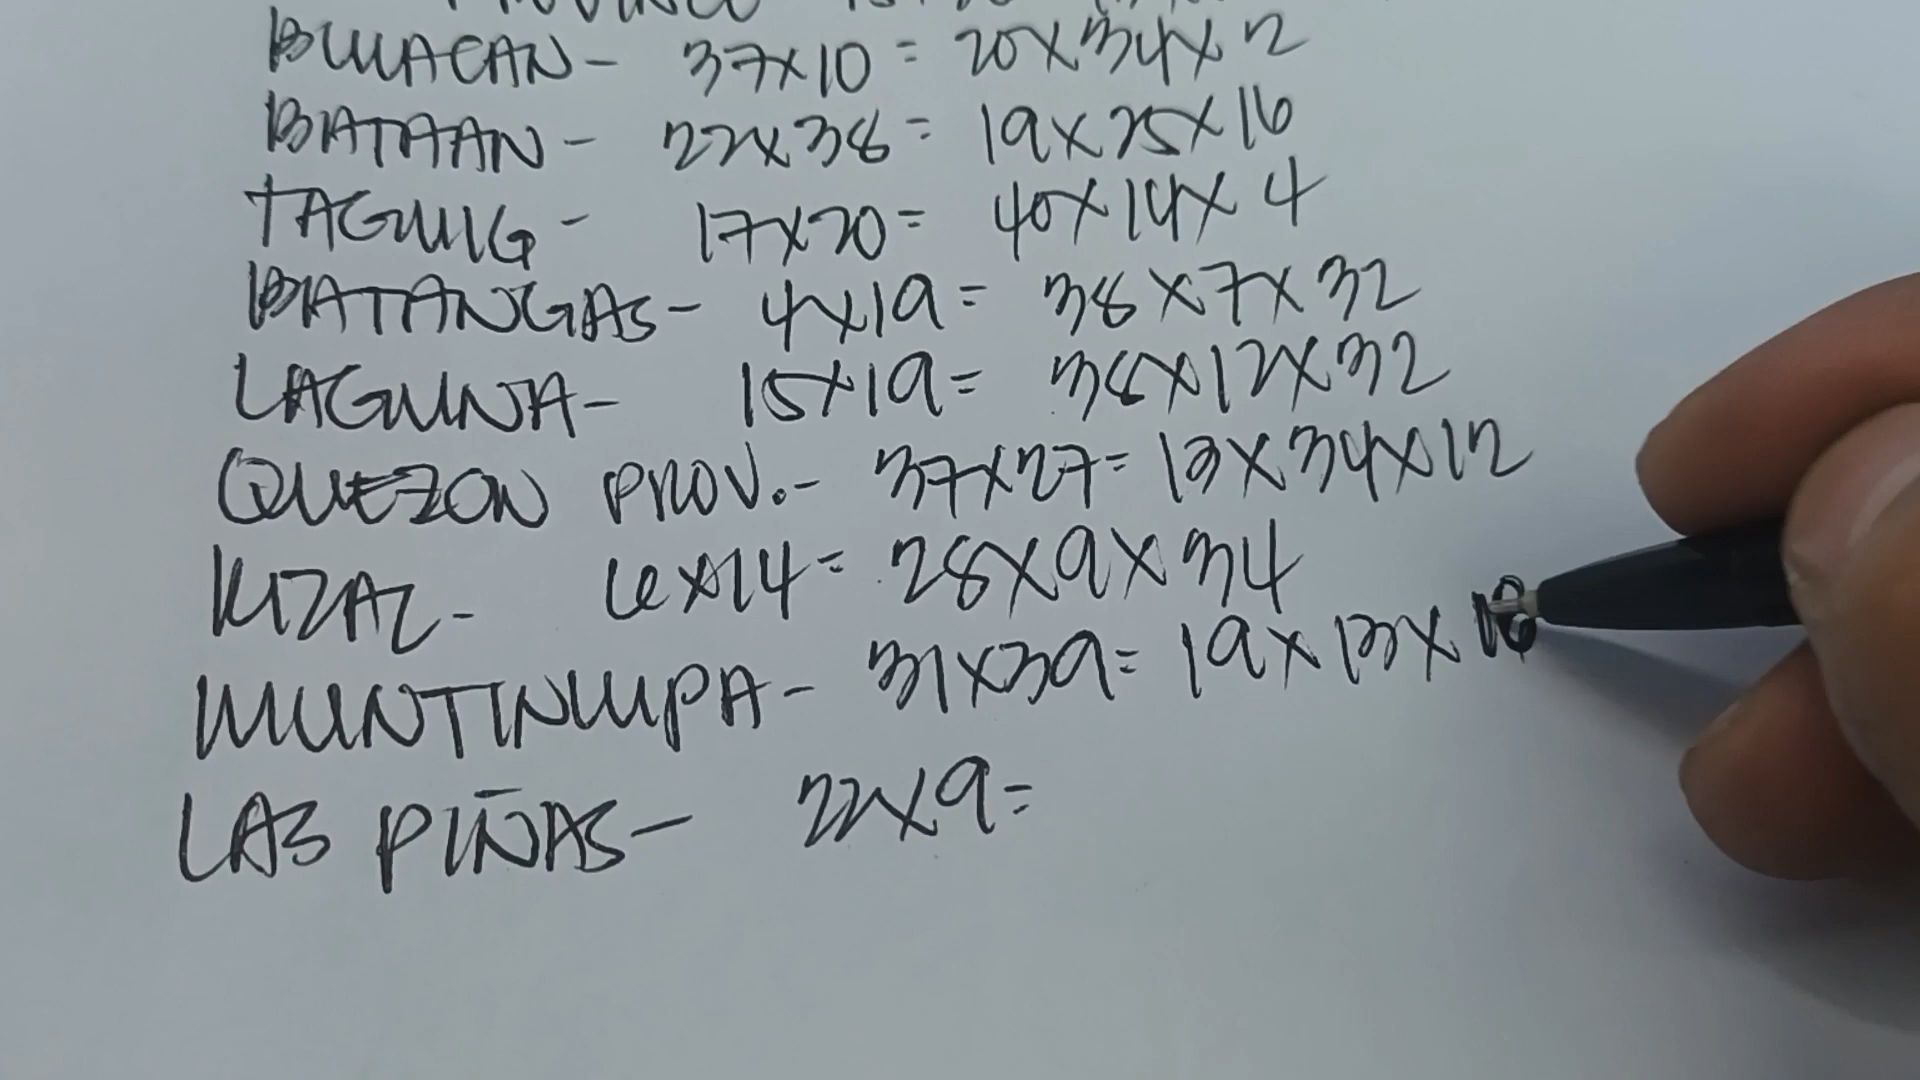 BULACAN - 37x10 = 20x34x2
BATAAN - 22x38 = 19x25x16
TAGUIG - 17x20 = 40x14x4
BATANGAS - 4x19 = 38x7x32
LAGUNA - 15x19 = 38x12x32
QUEZON PROV. - 37x27 = 13x34x12
RIZAL - 6x14 = 28x9x34
MUNTINLUPA - 31x39 = 19x13x
LAS PIÑAS - 22x9 =